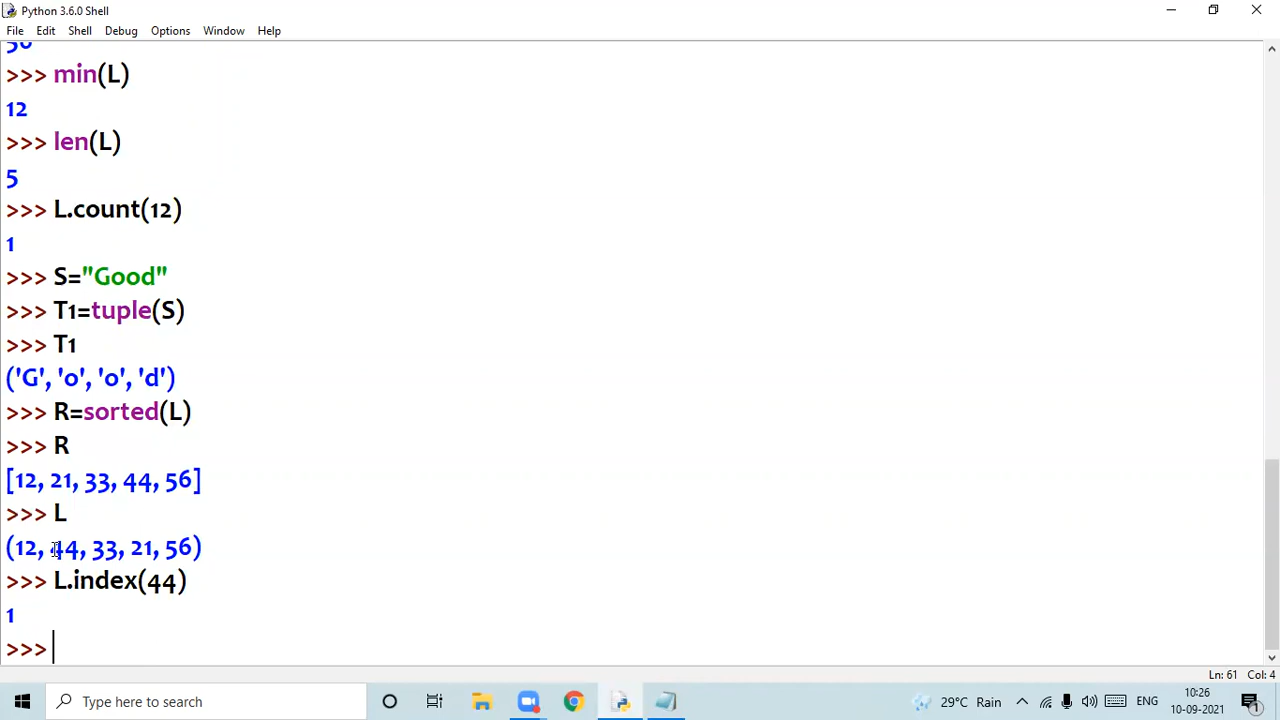 Python 3.6.0 Shell
File Edit Shell Debug Options Window Help
56
>>> min(L)
12
>>> len(L)
5
>>> L.count(12)
1
>>> S="Good"
>>> T1=tuple(S)
>>> T1
('G', 'o', 'o', 'd')
>>> R=sorted(L)
>>> R
[12, 21, 33, 44, 56]
>>> L
(12, 44, 33, 21, 56)
>>> L.index(44)
1
>>>
Ln: 61 Col: 4
Type here to search
29°C Rain
ENG
10:26
10-09-2021
1